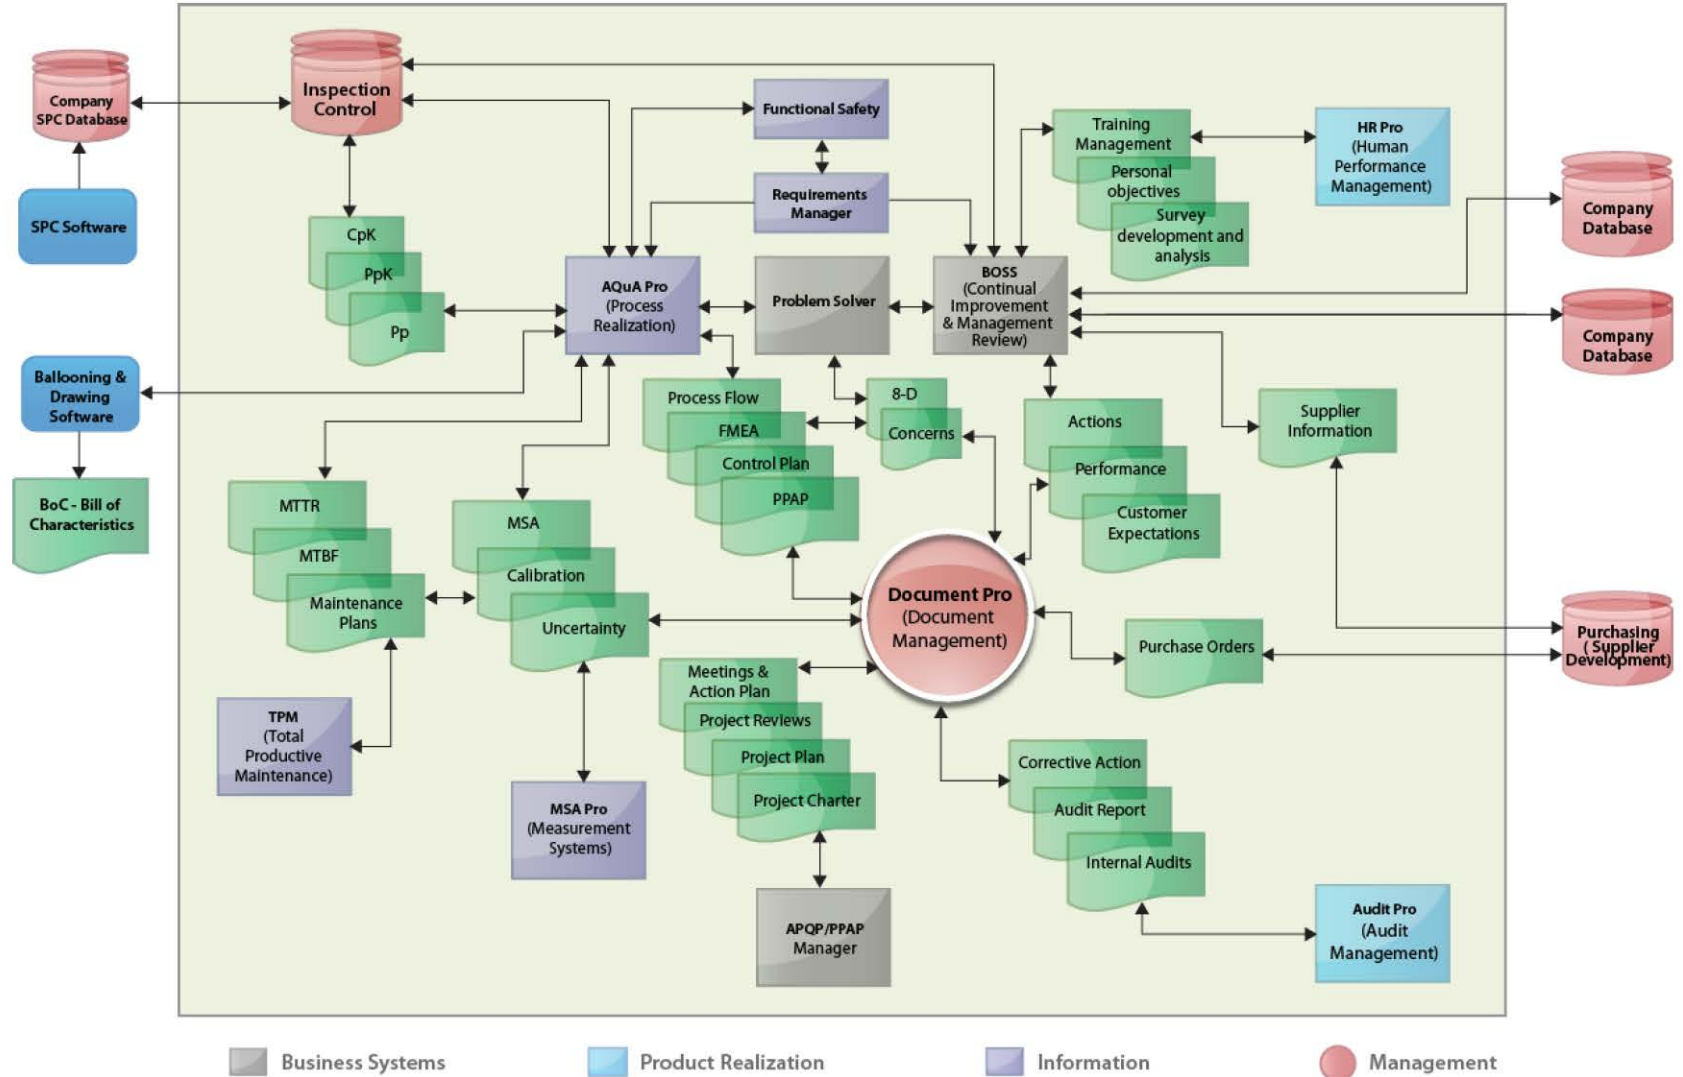 Company
SPC Database
SPC Software
Ballooning &
Drawing
Software
BoC - Bill of
Characteristics
Inspection
Control
CpK
PpK
Pp
Functional Safety
Requirements
Manager
AQuA Pro
(Process
Realization)
Problem Solver
BOSS
(Continual
Improvement
& Management
Review)
Training
Management
Personal
objectives
Survey
development and
analysis
HR Pro
(Human
Performance
Management)
Company
Database
Company
Database
Process Flow
FMEA
Control Plan
PPAP
8-D
Concerns
Actions
Performance
Customer
Expectations
Supplier
Information
MTTR
MTBF
Maintenance
Plans
MSA
Calibration
Uncertainty
Document Pro
(Document
Management)
Purchase Orders
Purchasing
( Supplier
Development)
TPM
(Total
Productive
Maintenance)
MSA Pro
(Measurement
Systems)
Meetings &
Action Plan
Project Reviews
Project Plan
Project Charter
APQP/PPAP
Manager
Corrective Action
Audit Report
Internal Audits
Audit Pro
(Audit
Management)
Business Systems
Product Realization
Information
Management